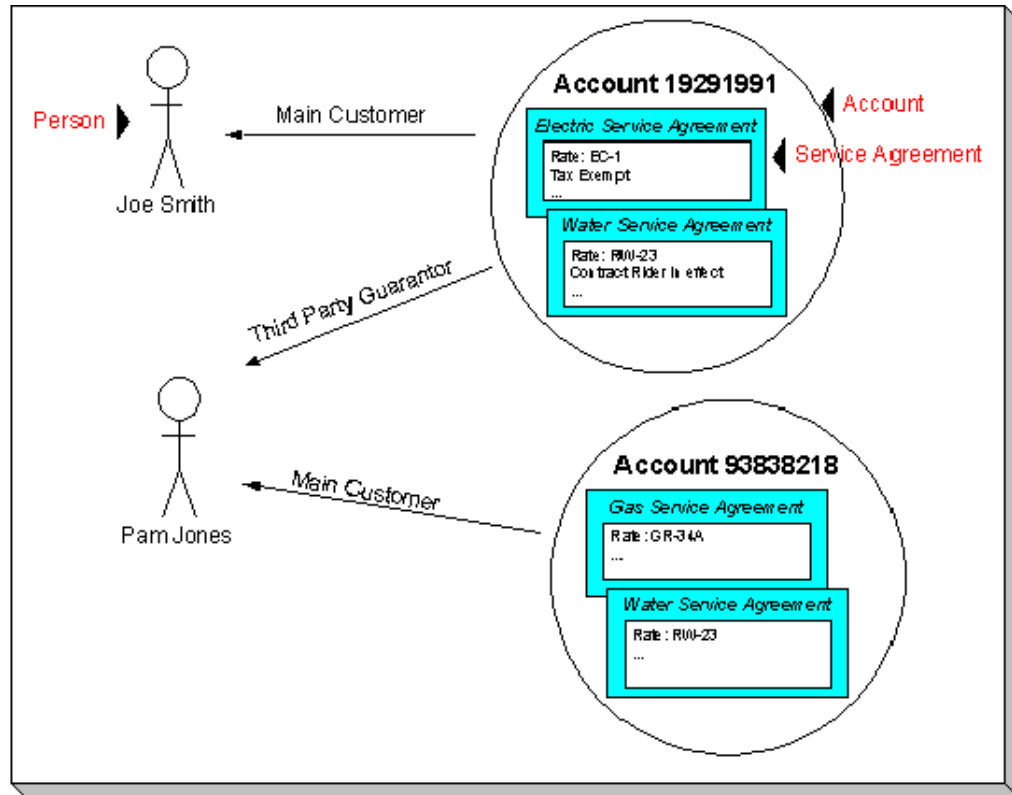 Account 19291991
Account
Person
Main Customer
Electric Service Agreement
Service Agreement
Rate: EC-1
Tax Exempt
...
Joe Smith
Water Service Agreement
Rate: RW-23
Contract Rider in effect
...
Third Party Guarantor
Account 93838218
Main Customer
Gas Service Agreement
Pam Jones
Rate: GR-34A
...
Water Service Agreement
Rate: RW-23
...